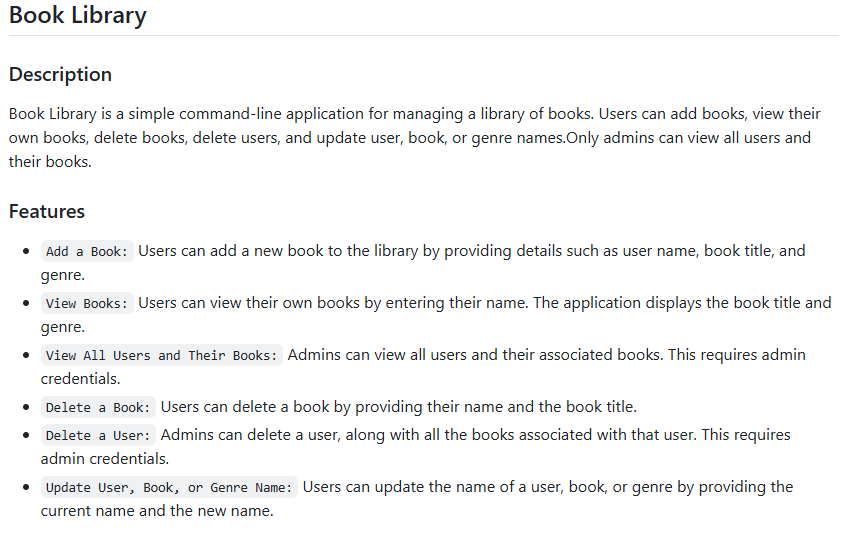 Book Library
Description
Book Library is a simple command-line application for managing a library of books. Users can add books, view their
own books, delete books, delete users, and update user, book, or genre names.Only admins can view all users and
their books.
Features
Add a Book: Users can add a new book to the library by providing details such as user name, book title, and
genre.
View Books: Users can view their own books by entering their name. The application displays the book title and
genre.
View All Users and Their Books: Admins can view all users and their associated books. This requires admin
credentials.
Delete a Book: Users can delete a book by providing their name and the book title.
Delete a User: Admins can delete a user, along with all the books associated with that user. This requires
admin credentials.
Update User, Book, or Genre Name: Users can update the name of a user, book, or genre by providing the
current name and the new name.